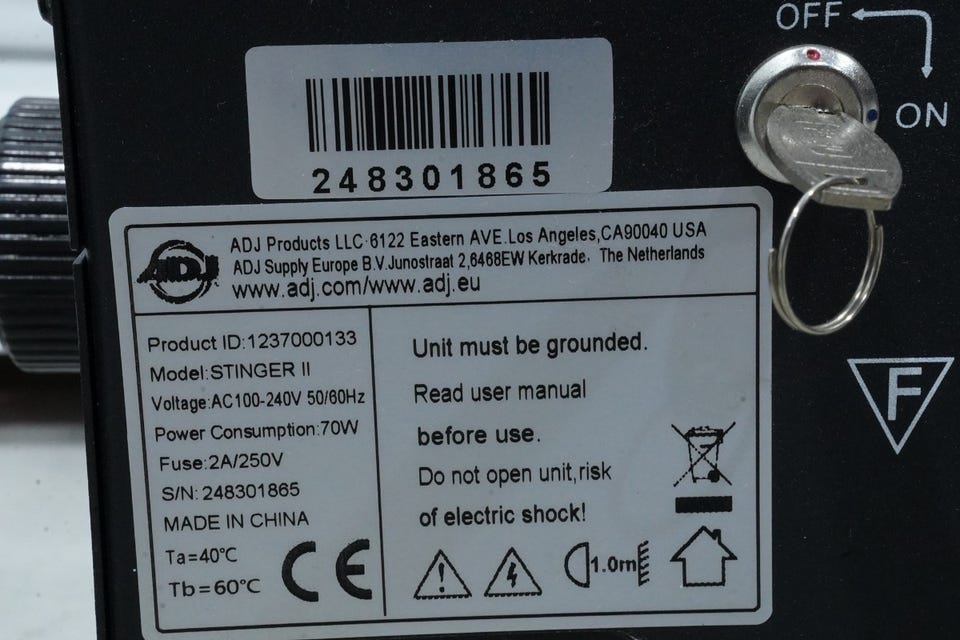 OFF
ON
248301865
ADJ
ADJ Products LLC·6122 Eastern AVE.Los Angeles,CA90040 USA
ADJ Supply Europe B.V.Junostraat 2,6468EW Kerkrade, The Netherlands
www.adj.com/www.adj.eu
Product ID:1237000133
Model:STINGER II
Voltage:AC100-240V 50/60Hz
Power Consumption:70W
Fuse:2A/250V
S/N:248301865
MADE IN CHINA
Ta=40℃
Tb=60℃
CE
Unit must be grounded.
Read user manual
before use.
Do not open unit,risk
of electric shock!
1.0m
F